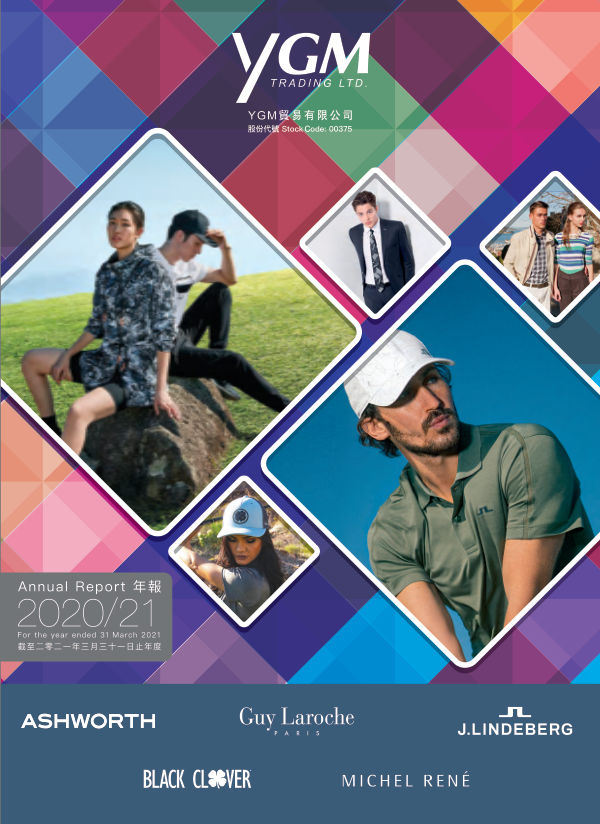 YGM
TRADING LTD.
YGM貿易有限公司
股份代號 Stock Code: 00375
Annual Report 年報
2020/21
For the year ended 31 March 2021
截至二零二一年三月三十一日止年度
ASHWORTH
Guy Laroche
PARIS
J.LINDEBERG
BLACK CLOVER
MICHEL RENÉ